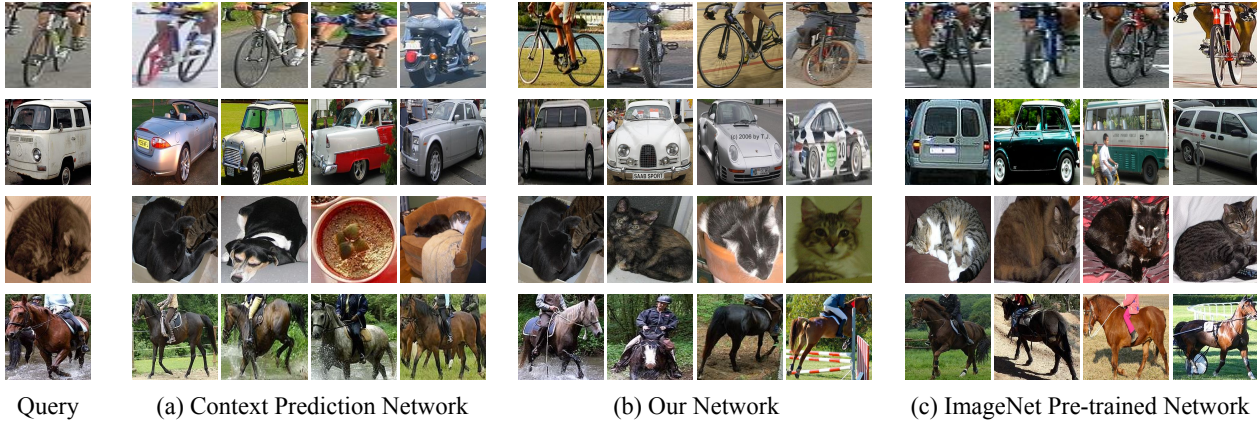 (c) 2008 by T.J.
SAAB SPORT
Query
(a) Context Prediction Network
(b) Our Network
(c) ImageNet Pre-trained Network